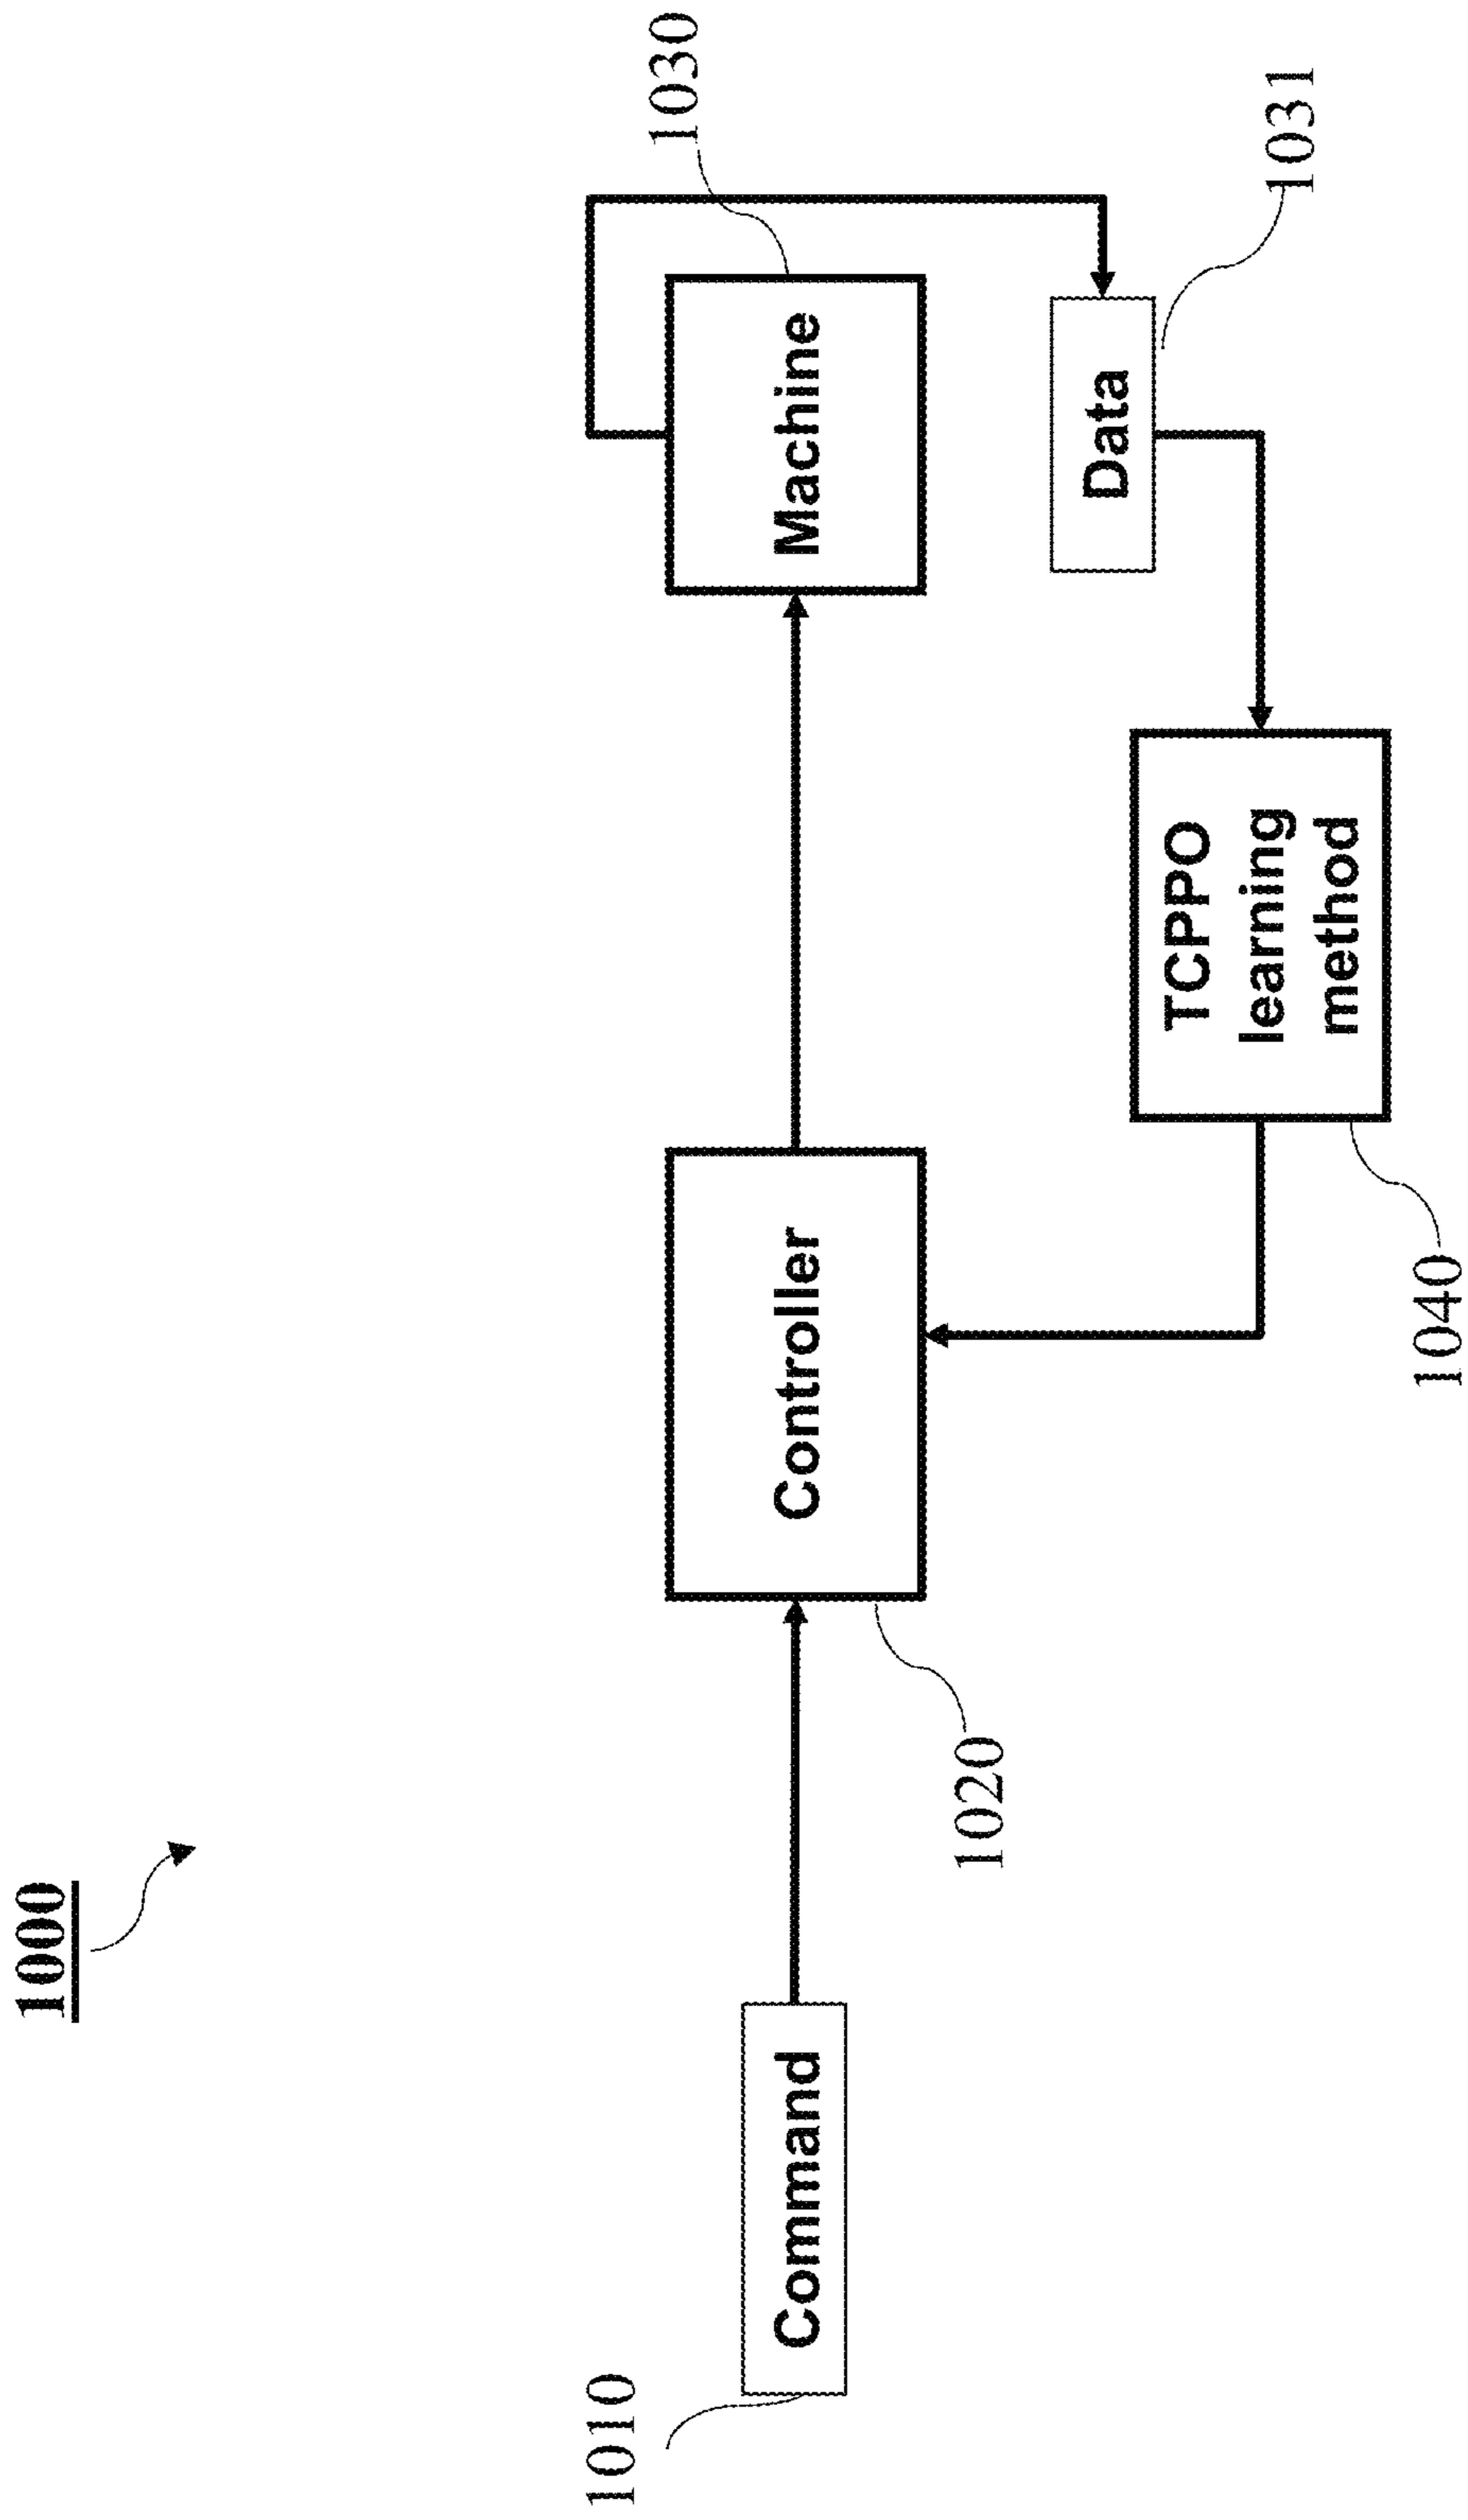 1000
1030
Machine
1010
Command
Controller
1020
Data
1031
TCPPO
learning
method
1040